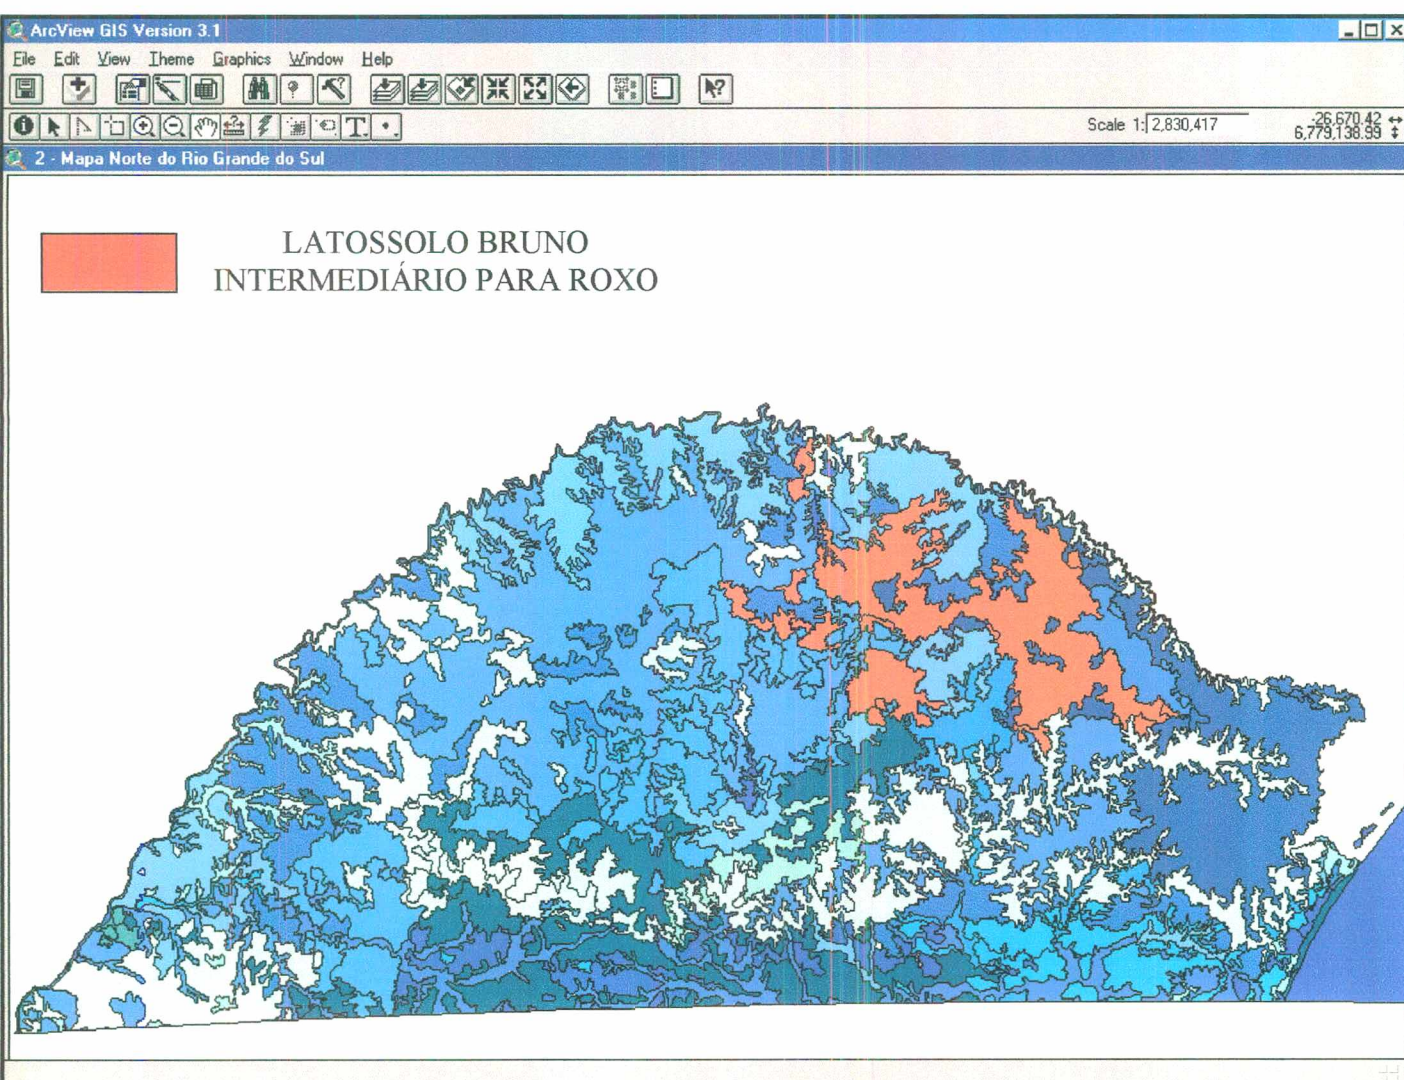 ArcView GIS Version 3.1
File Edit View Theme Graphics Window Help
Scale 1: 2,830,417
-26,670.42
6,779,138.99
2 - Mapa Norte do Rio Grande do Sul
LATOSSOLO BRUNO
INTERMEDIÁRIO PARA ROXO